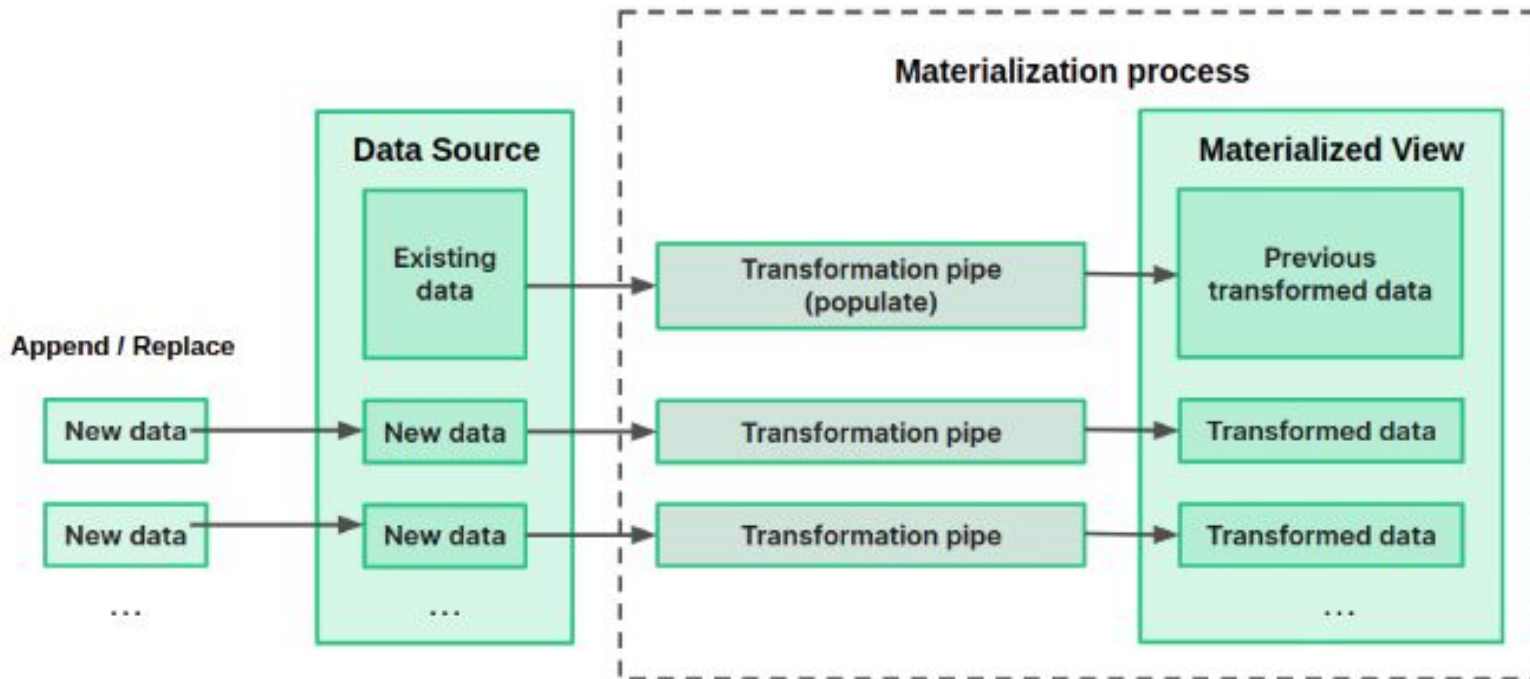 Materialization process
Data Source
Materialized View
Existing
data
Transformation pipe
(populate)
Previous
transformed data
Append / Replace
New data
New data
Transformation pipe
Transformed data
New data
New data
Transformation pipe
Transformed data
...
...
...